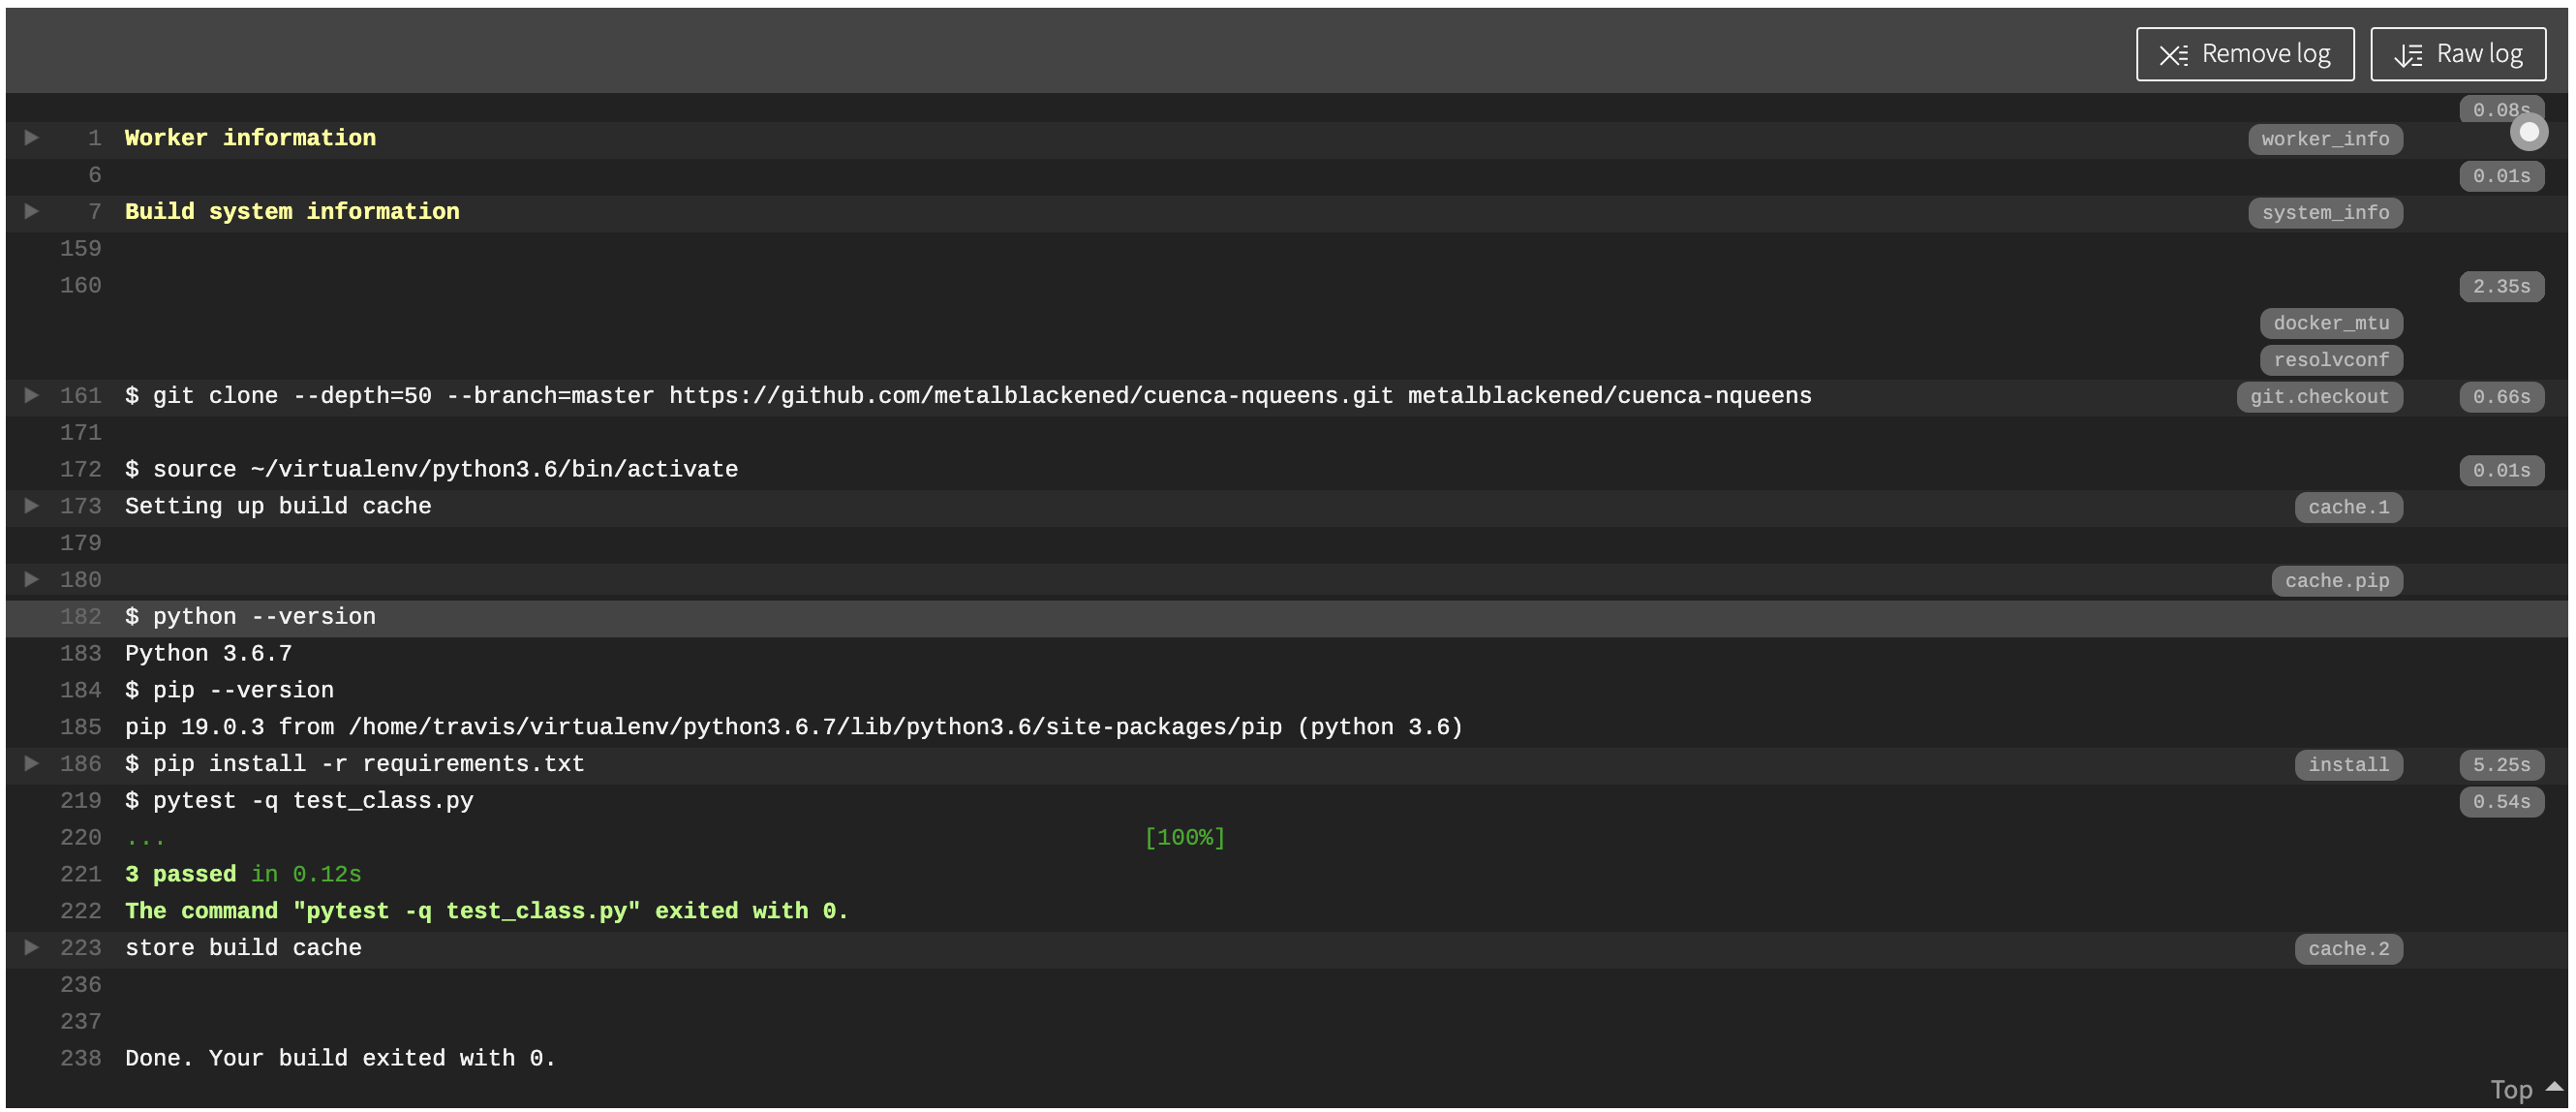 Remove log Raw log
0.08s
1 Worker information worker_info
6 0.01s
7 Build system information system_info
159
160 2.35s
docker_mtu
resolvconf
161 $ git clone --depth=50 --branch=master https://github.com/metalblackened/cuenca-nqueens.git metalblackened/cuenca-nqueens git.checkout 0.66s
171
172 $ source ~/virtualenv/python3.6/bin/activate 0.01s
173 Setting up build cache cache.1
179
180 cache.pip
182 $ python --version
183 Python 3.6.7
184 $ pip --version
185 pip 19.0.3 from /home/travis/virtualenv/python3.6.7/lib/python3.6/site-packages/pip (python 3.6)
186 $ pip install -r requirements.txt install 5.25s
219 $ pytest -q test_class.py 0.54s
220 ... [100%]
221 3 passed in 0.12s
222 The command "pytest -q test_class.py" exited with 0.
223 store build cache cache.2
236
237
238 Done. Your build exited with 0.
Top